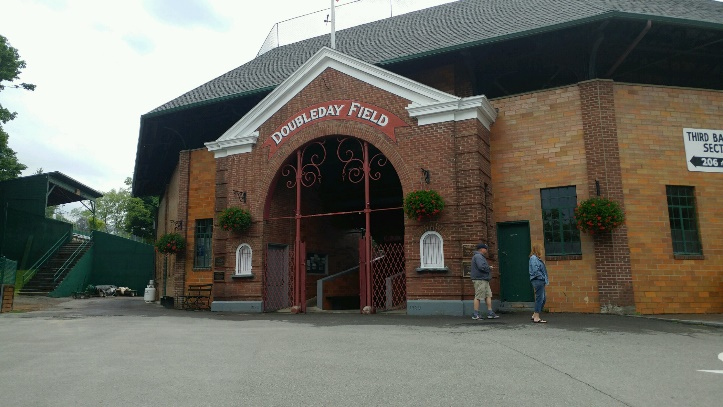 DOUBLEDAY FIELD
THIRD BA
SECT
206